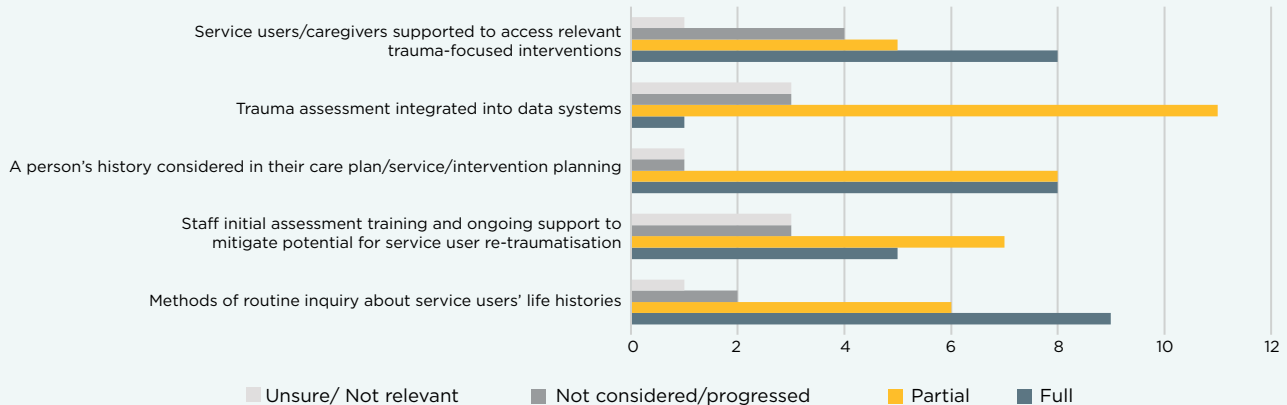 Service users/caregivers supported to access relevant
trauma-focused interventions
Trauma assessment integrated into data systems
A person’s history considered in their care plan/service/intervention planning
Staff initial assessment training and ongoing support to
mitigate potential for service user re-traumatisation
Methods of routine inquiry about service users’ life histories
0 2 4 6 8 10 12
Unsure/ Not relevant Not considered/progressed Partial Full